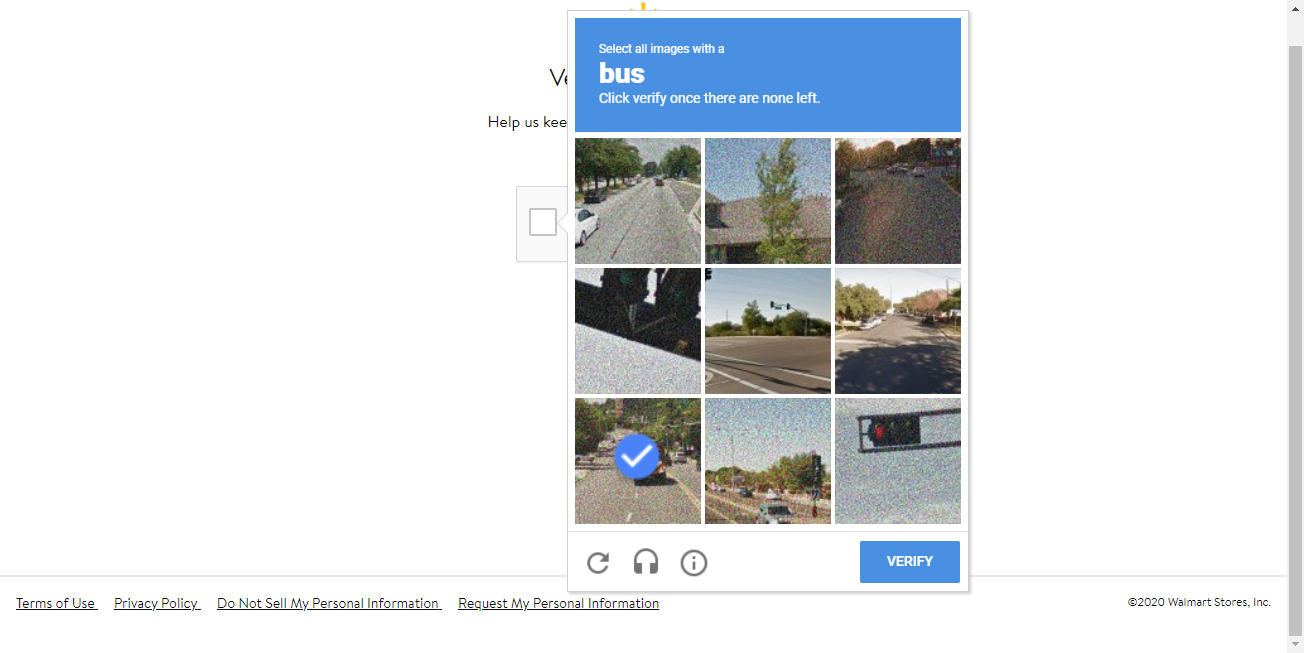 Select all images with a
bus
Click verify once there are none left.
Help us kee
VERIFY
Terms of Use
Privacy Policy
Do Not Sell My Personal Information
Request My Personal Information
©2020 Walmart Stores, Inc.